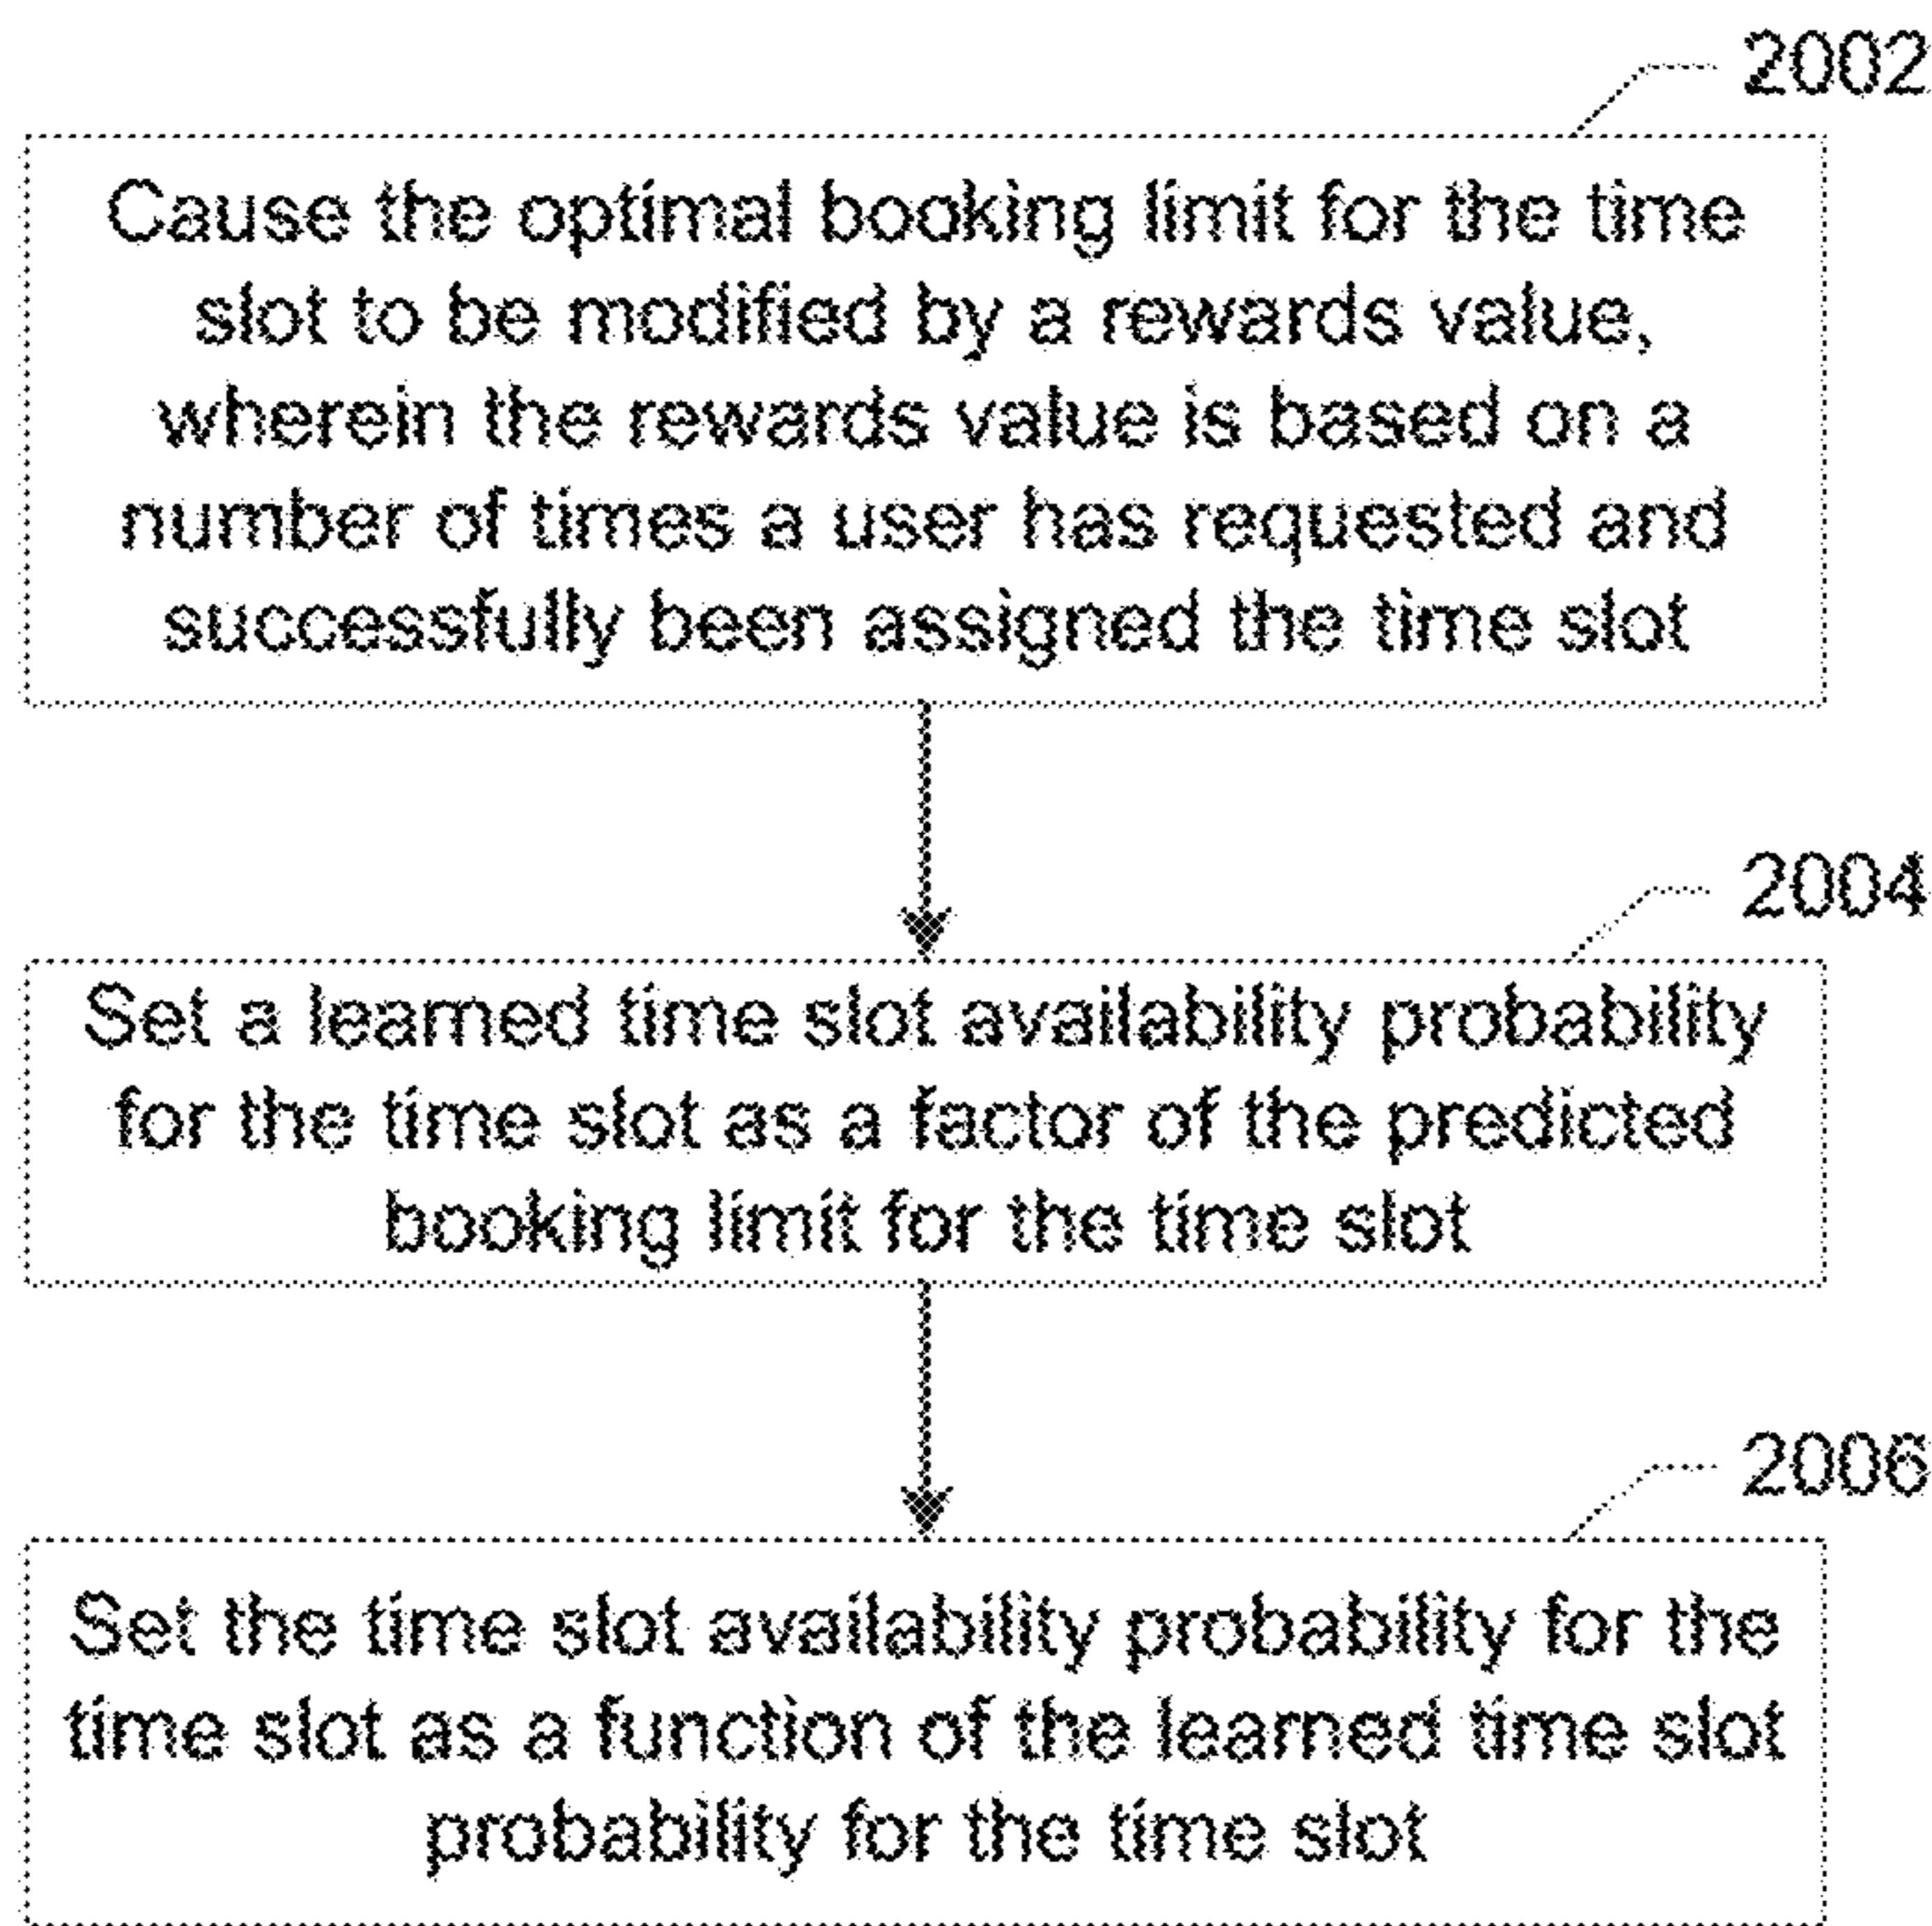 2002
Cause the optimal booking limit for the time
slot to be modified by a rewards value,
wherein the rewards value is based on a
number of times a user has requested and
successfully been assigned the time slot
2004
Set a learned time slot availability probability
for the time slot as a factor of the predicted
booking limit for the time slot
2006
Set the time slot availability probability for the
time slot as a function of the learned time slot
probability for the time slot